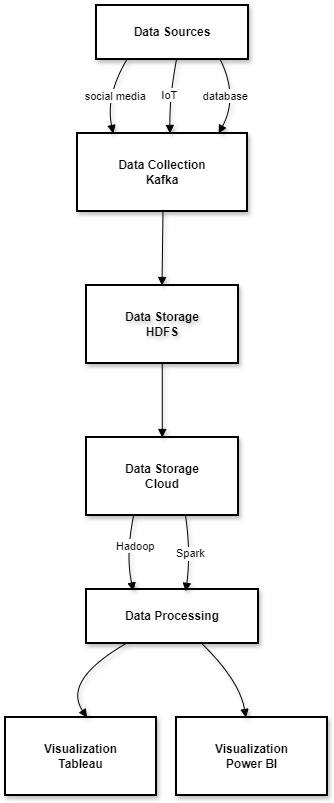 Data Sources
social media
IoT
database
Data Collection
Kafka
Data Storage
HDFS
Data Storage
Cloud
Hadoop
Spark
Data Processing
Visualization
Tableau
Visualization
Power BI